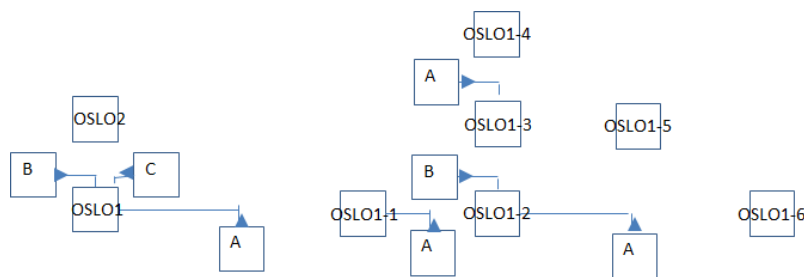 OSLO1-4
A
OSLO2
OSLO1-3
OSLO1-5
B
C
B
OSLO1
OSLO1-1
OSLO1-2
OSLO1-6
A
A
A